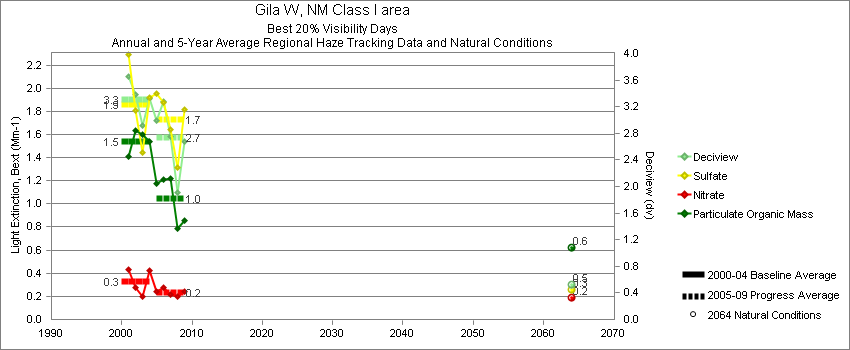 Gila W, NM Class I area
Best 20% Visibility Days
Annual and 5-Year Average Regional Haze Tracking Data and Natural Conditions
Light Extinction, Bext (Mm-1)
2.2
2.0
1.8
1.6
1.4
1.2
1.0
0.8
0.6
0.4
0.2
0.0
3.3
1.9
1.5
0.3
1.7
2.7
1.0
0.2
0.6
0.5
0.3
0.2
4.0
3.6
3.2
2.8
2.4
2.0
1.6
1.2
0.8
0.4
0.0
Deciview (dv)
1990 2000 2010 2020 2030 2040 2050 2060 2070
Deciview
Sulfate
Nitrate
Particulate Organic Mass
2000-04 Baseline Average
2005-09 Progress Average
2064 Natural Conditions